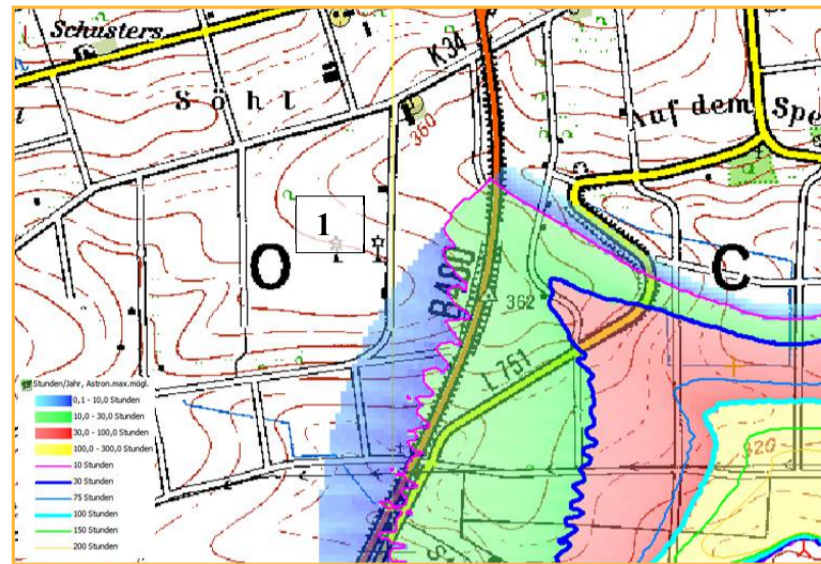 Schusters
Söhl
K 34
Auf dem Spe
360
1
O
C
B400
362
L 751
320
Stunden/Jahr, Astron.max.mögl.
0,1 - 10,0 Stunden
10,0 - 30,0 Stunden
30,0 - 100,0 Stunden
100,0 - 300,0 Stunden
10 Stunden
30 Stunden
75 Stunden
100 Stunden
150 Stunden
200 Stunden